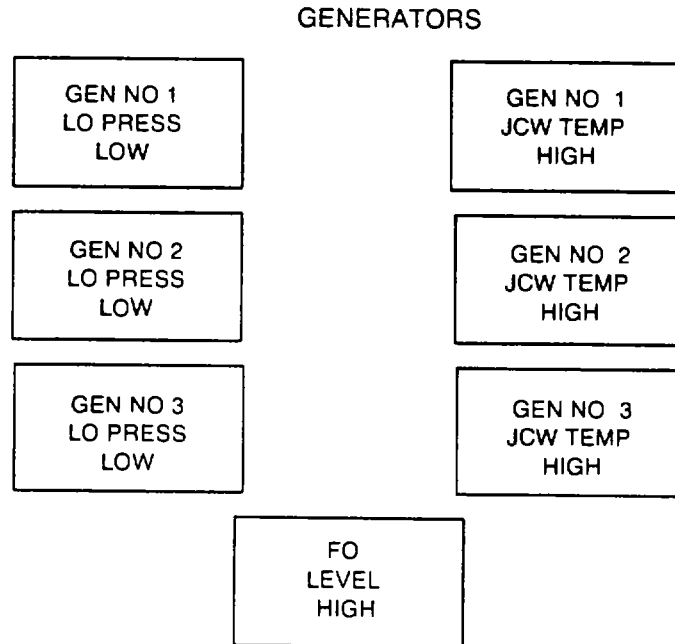 GENERATORS
GEN NO 1
LO PRESS
LOW
GEN NO 1
JCW TEMP
HIGH
GEN NO 2
LO PRESS
LOW
GEN NO 2
JCW TEMP
HIGH
GEN NO 3
LO PRESS
LOW
GEN NO 3
JCW TEMP
HIGH
FO
LEVEL
HIGH